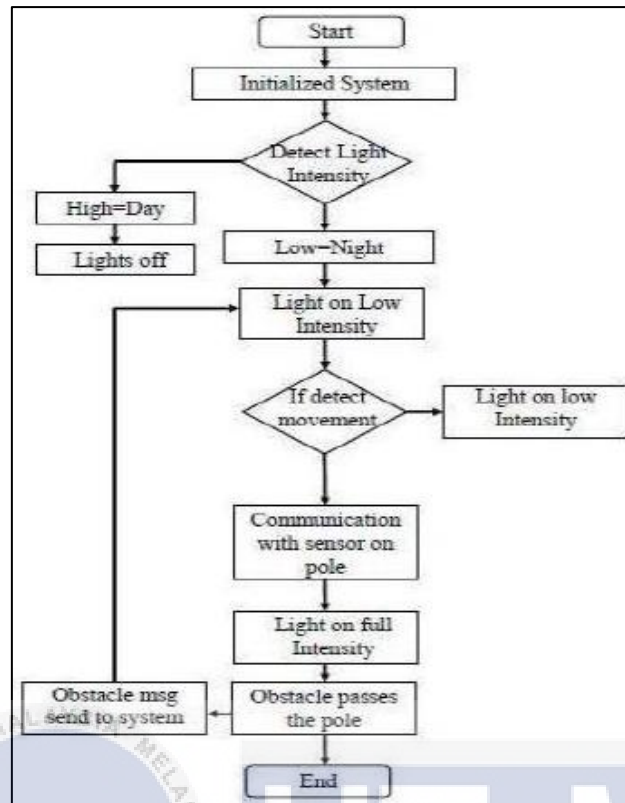 Start
Initialized System
Detect Light
Intensity
High=Day
Lights off
Low=Night
Light on Low
Intensity
If detect
movement
Light on low
Intensity
Communication
with sensor on
pole
Light on full
Intensity
Obstacle msg
send to system
Obstacle passes
the pole
End